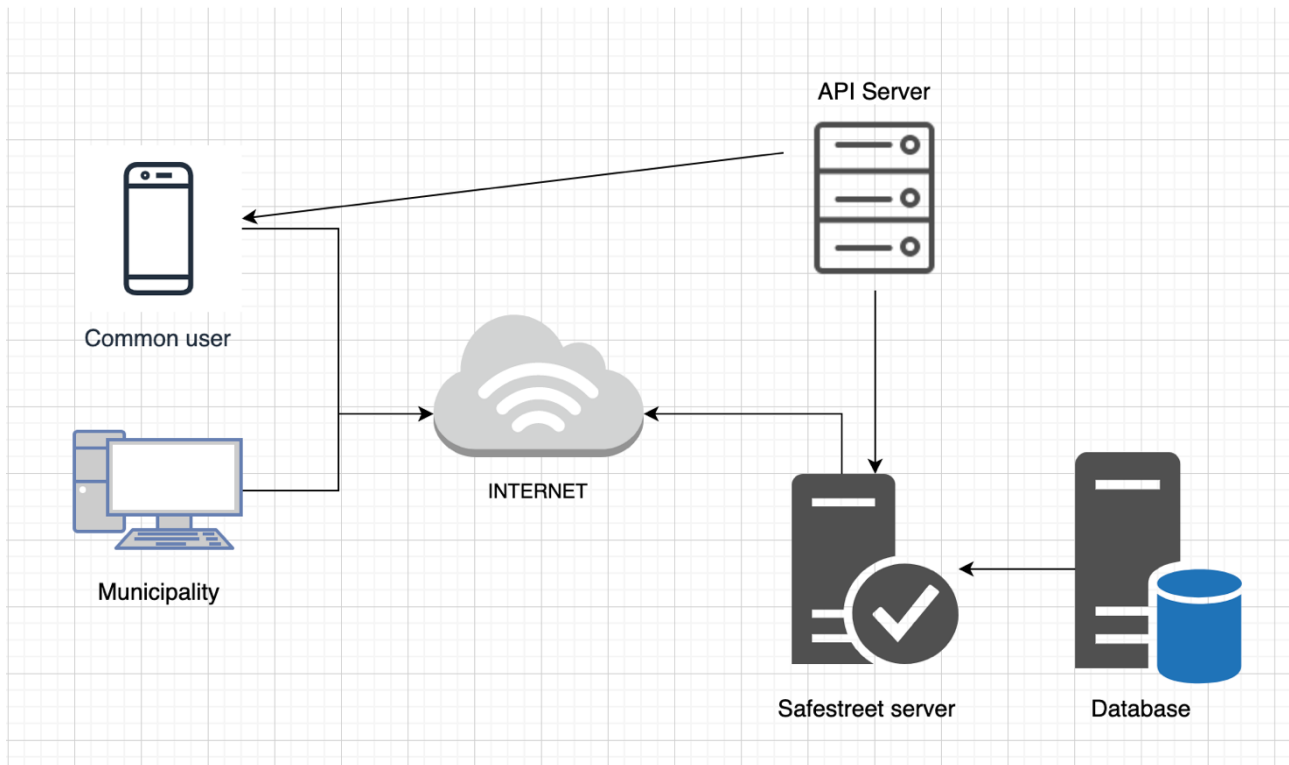 API Server
Common user
INTERNET
Municipality
Safestreet server
Database